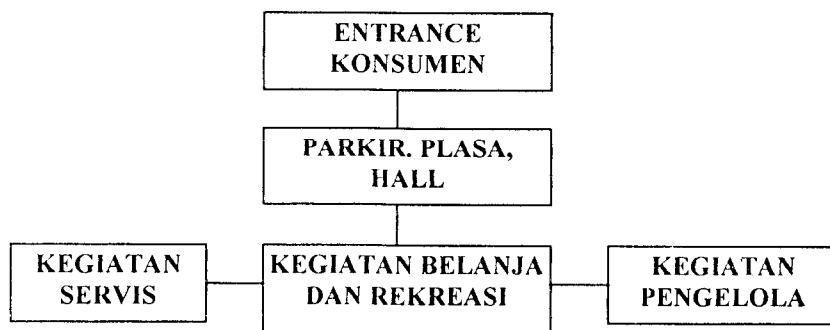 ENTRANCE
KONSUMEN
PARKIR. PLASA,
HALL
KEGIATAN
SERVIS
KEGIATAN BELANJA
DAN REKREASI
KEGIATAN
PENGELOLA